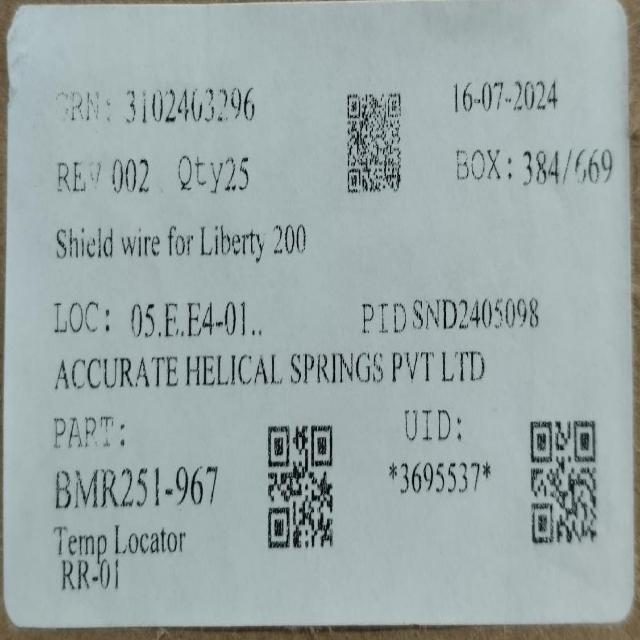 GRN: 3102403296
16-07-2024
REV 002 Qty25
BOX: 384/669
Shield wire for Liberty 200
LOC: 05.E.E4-01..
PID SND2405098
ACCURATE HELICAL SPRINGS PVT LTD
PART:
UID:
BMR251-967
*3695537*
Temp Locator
RR-01